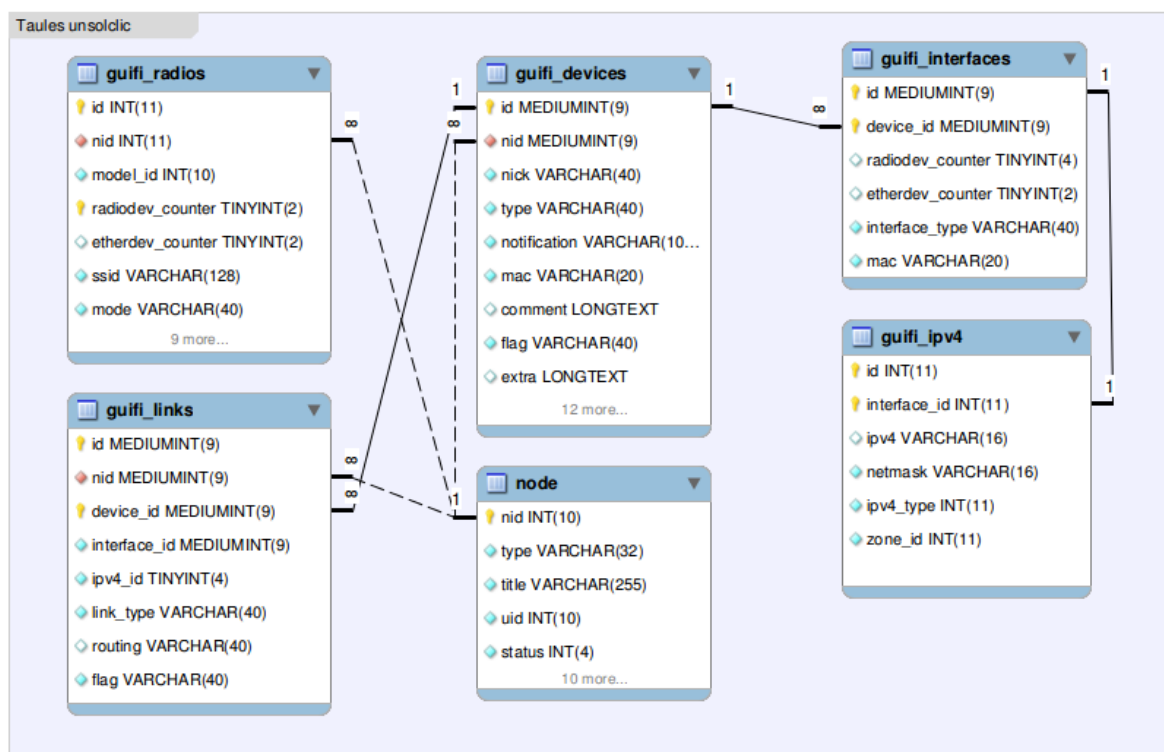 Taules unsolclic
guifi_radios
id INT(11)
nid INT(11)
model_id INT(10)
radiodev_counter TINYINT(2)
etherdev_counter TINYINT(2)
ssid VARCHAR(128)
mode VARCHAR(40)
9 more...
guifi_links
id MEDIUMINT(9)
nid MEDIUMINT(9)
device_id MEDIUMINT(9)
interface_id MEDIUMINT(9)
ipv4_id TINYINT(4)
link_type VARCHAR(40)
routing VARCHAR(40)
flag VARCHAR(40)
∞
∞
∞
1
∞
1
guifi_devices
id MEDIUMINT(9)
nid MEDIUMINT(9)
nick VARCHAR(40)
type VARCHAR(40)
notification VARCHAR(10...
mac VARCHAR(20)
comment LONGTEXT
flag VARCHAR(40)
extra LONGTEXT
12 more...
node
nid INT(10)
type VARCHAR(32)
title VARCHAR(255)
uid INT(10)
status INT(4)
10 more...
1
∞
guifi_interfaces
id MEDIUMINT(9)
device_id MEDIUMINT(9)
radiodev_counter TINYINT(4)
etherdev_counter TINYINT(2)
interface_type VARCHAR(40)
mac VARCHAR(20)
guifi_ipv4
id INT(11)
interface_id INT(11)
ipv4 VARCHAR(16)
netmask VARCHAR(16)
ipv4_type INT(11)
zone_id INT(11)
1
1